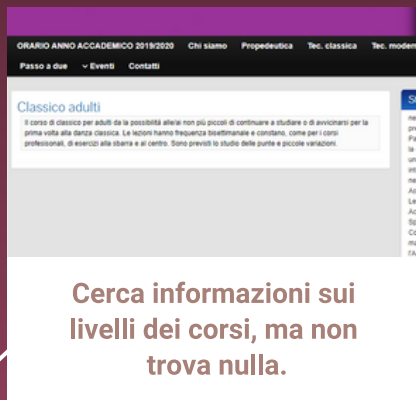 ORARIO ANNO ACCADEMICO 2019/2020 Chi siamo Propedeutica Tec. classica Tec. modern
Passo a due Eventi Contatti
Classico adulti
Il corso di classico per adulti da la possibilità alle/ai non più piccoli di continuare a studiare o di avvicinarsi per la
prima volta alla danza classica. Le lezioni hanno frequenza bisettimanale e constano, come per i corsi
professionali, di esercizi alla sbarra e al centro. Sono previsti lo studio delle punte e piccole variazioni.
Cerca informazioni sui
livelli dei corsi, ma non
trova nulla.